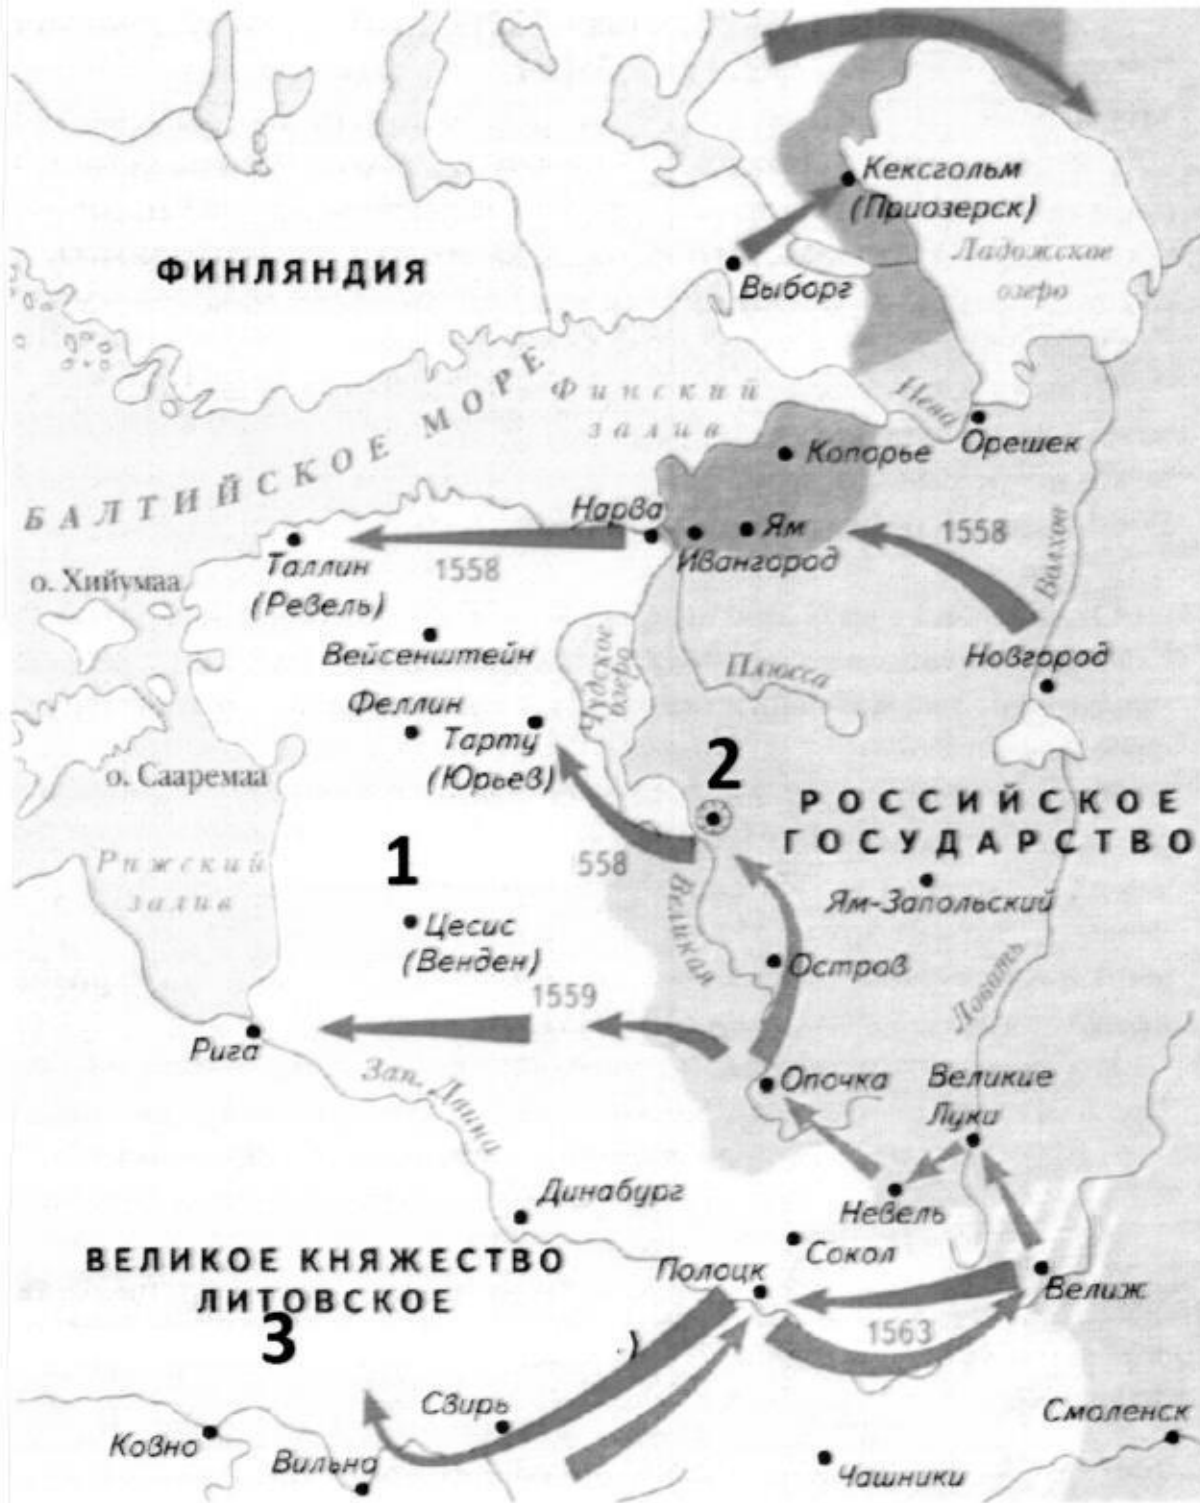 Кексгольм
(Приозерск)
Ладожское
озеро
ФИНЛЯНДИЯ
Выборг
БАЛТИЙСКОЕ МОРЕ
Финский
залив
Нева
Орешек
Копорье
Нарва
Ям
Ивангород
1558
Волхов
Таллин
(Ревель)
1558
о. Хийумаа
Вейсенштейн
Чудское
озеро
Плюсса
Новгород
Феллин
Тарту
(Юрьев)
2
о. Сааремаа
РОССИЙСКОЕ
ГОСУДАРСТВО
1
558
Рижский
залив
Великая
Ям-Запольский
Цесис
(Венден)
Остров
Ловать
1559
Рига
Зап. Двина
Опочка
Великие
Луки
Динабург
Невель
Сокол
ВЕЛИКОЕ КНЯЖЕСТВО
ЛИТОВСКОЕ
3
Полоцк
Велиж
1563
)
Свирь
Смоленск
Ковно
Вильна
Чашники